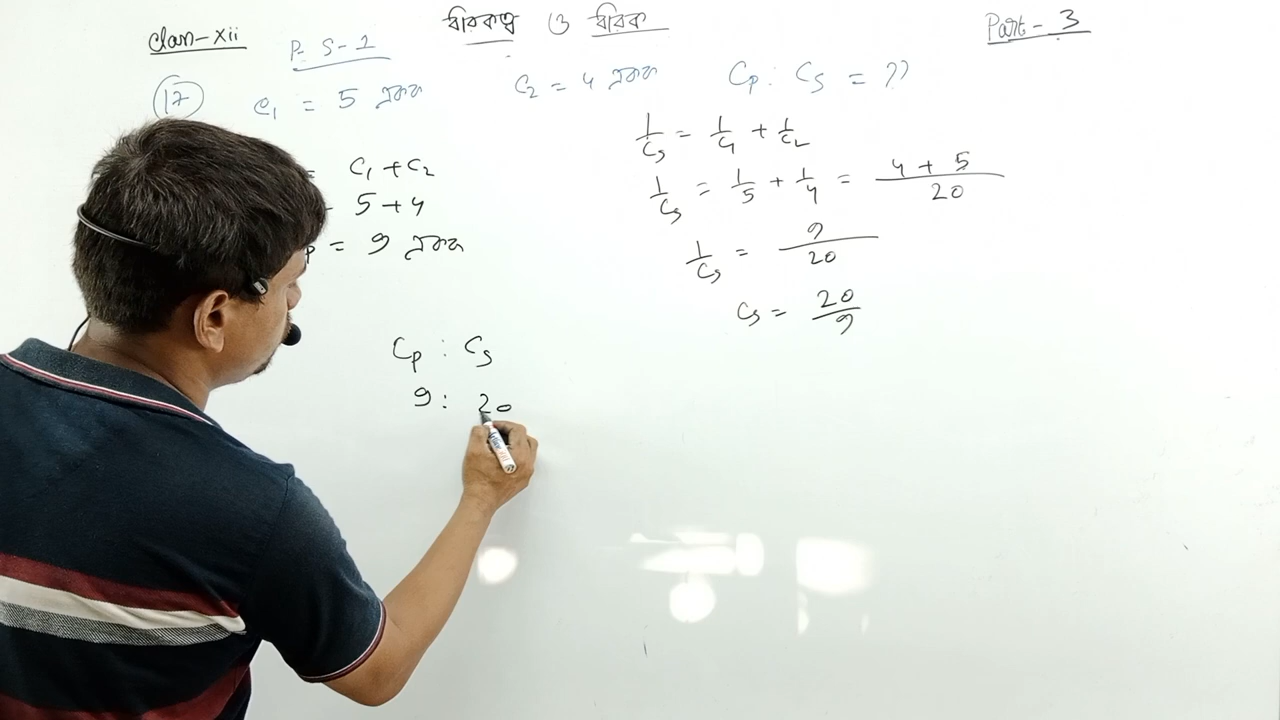 ধারকত্ব ও ধারক
Class-xii
Part-3
P-S-1
17
C₁ = 5 একক
C₂ = 4 একক
Cp : Cs = ??
= C₁ + C₂
5 + 4
p = 9 একক
1/Cs = 1/C₁ + 1/C₂
1/Cs = 1/5 + 1/4 = 4 + 5/20
1/Cs = 9/20
Cs = 20/9
Cp : Cs
9 : 20